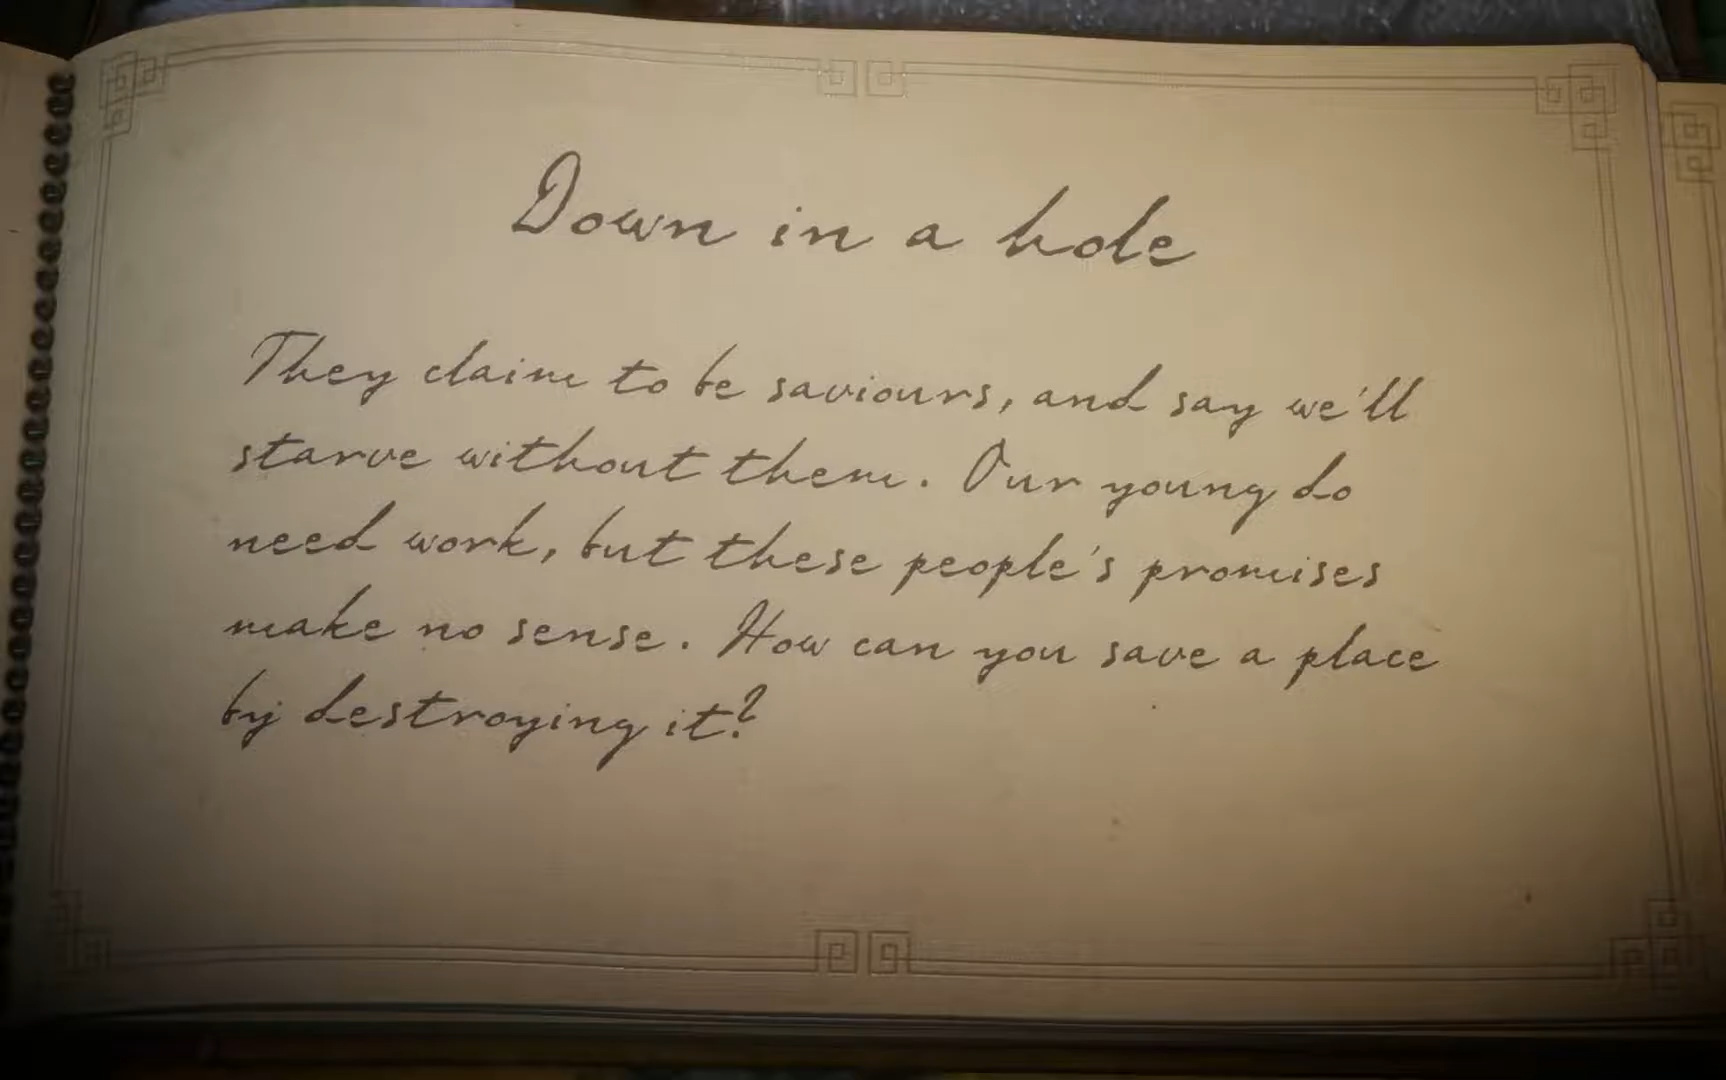 Down in a hole
They claim to be saviours, and say we'll
starve without them. Our young do
need work, but these people's promises
make no sense. How can you save a place
by destroying it?